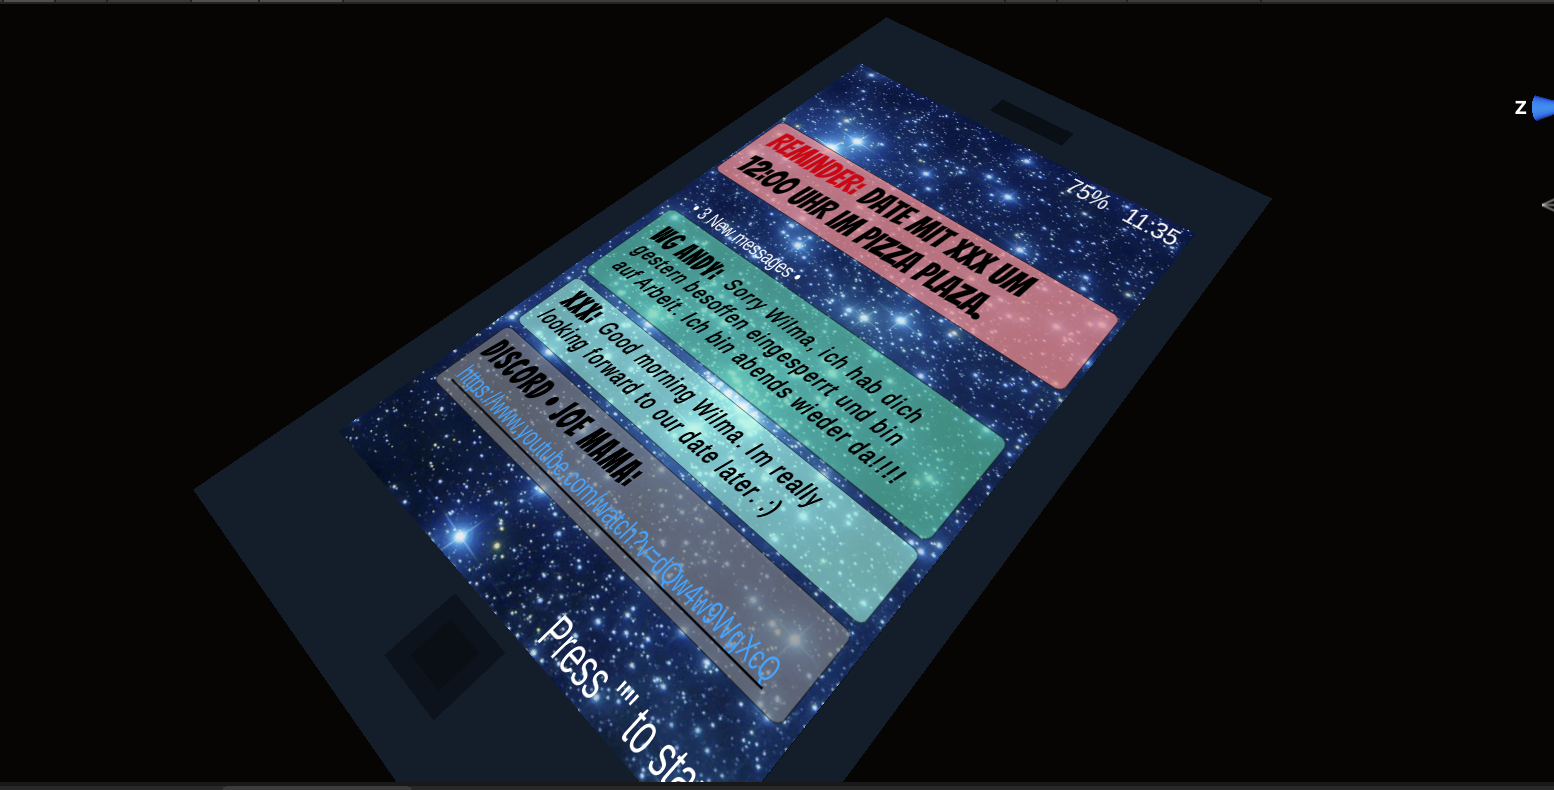 75% 11:35
REMINDER: DATE MIT XXX UM
12:00 UHR IM PIZZA PLAZA.
• 3 New messages •
WG ANDY: Sorry Wilma, ich hab dich
gestern besoffen eingesperrt und bin
auf Arbeit. Ich bin abends wieder da!!!!
XXX: Good morning Wilma. Im really
looking forward to our date later. :)
DISCORD • JOE MAMA:
https://www.youtube.com/watch?v=dQw4w9WgXcQ
Press "" to sta
Z